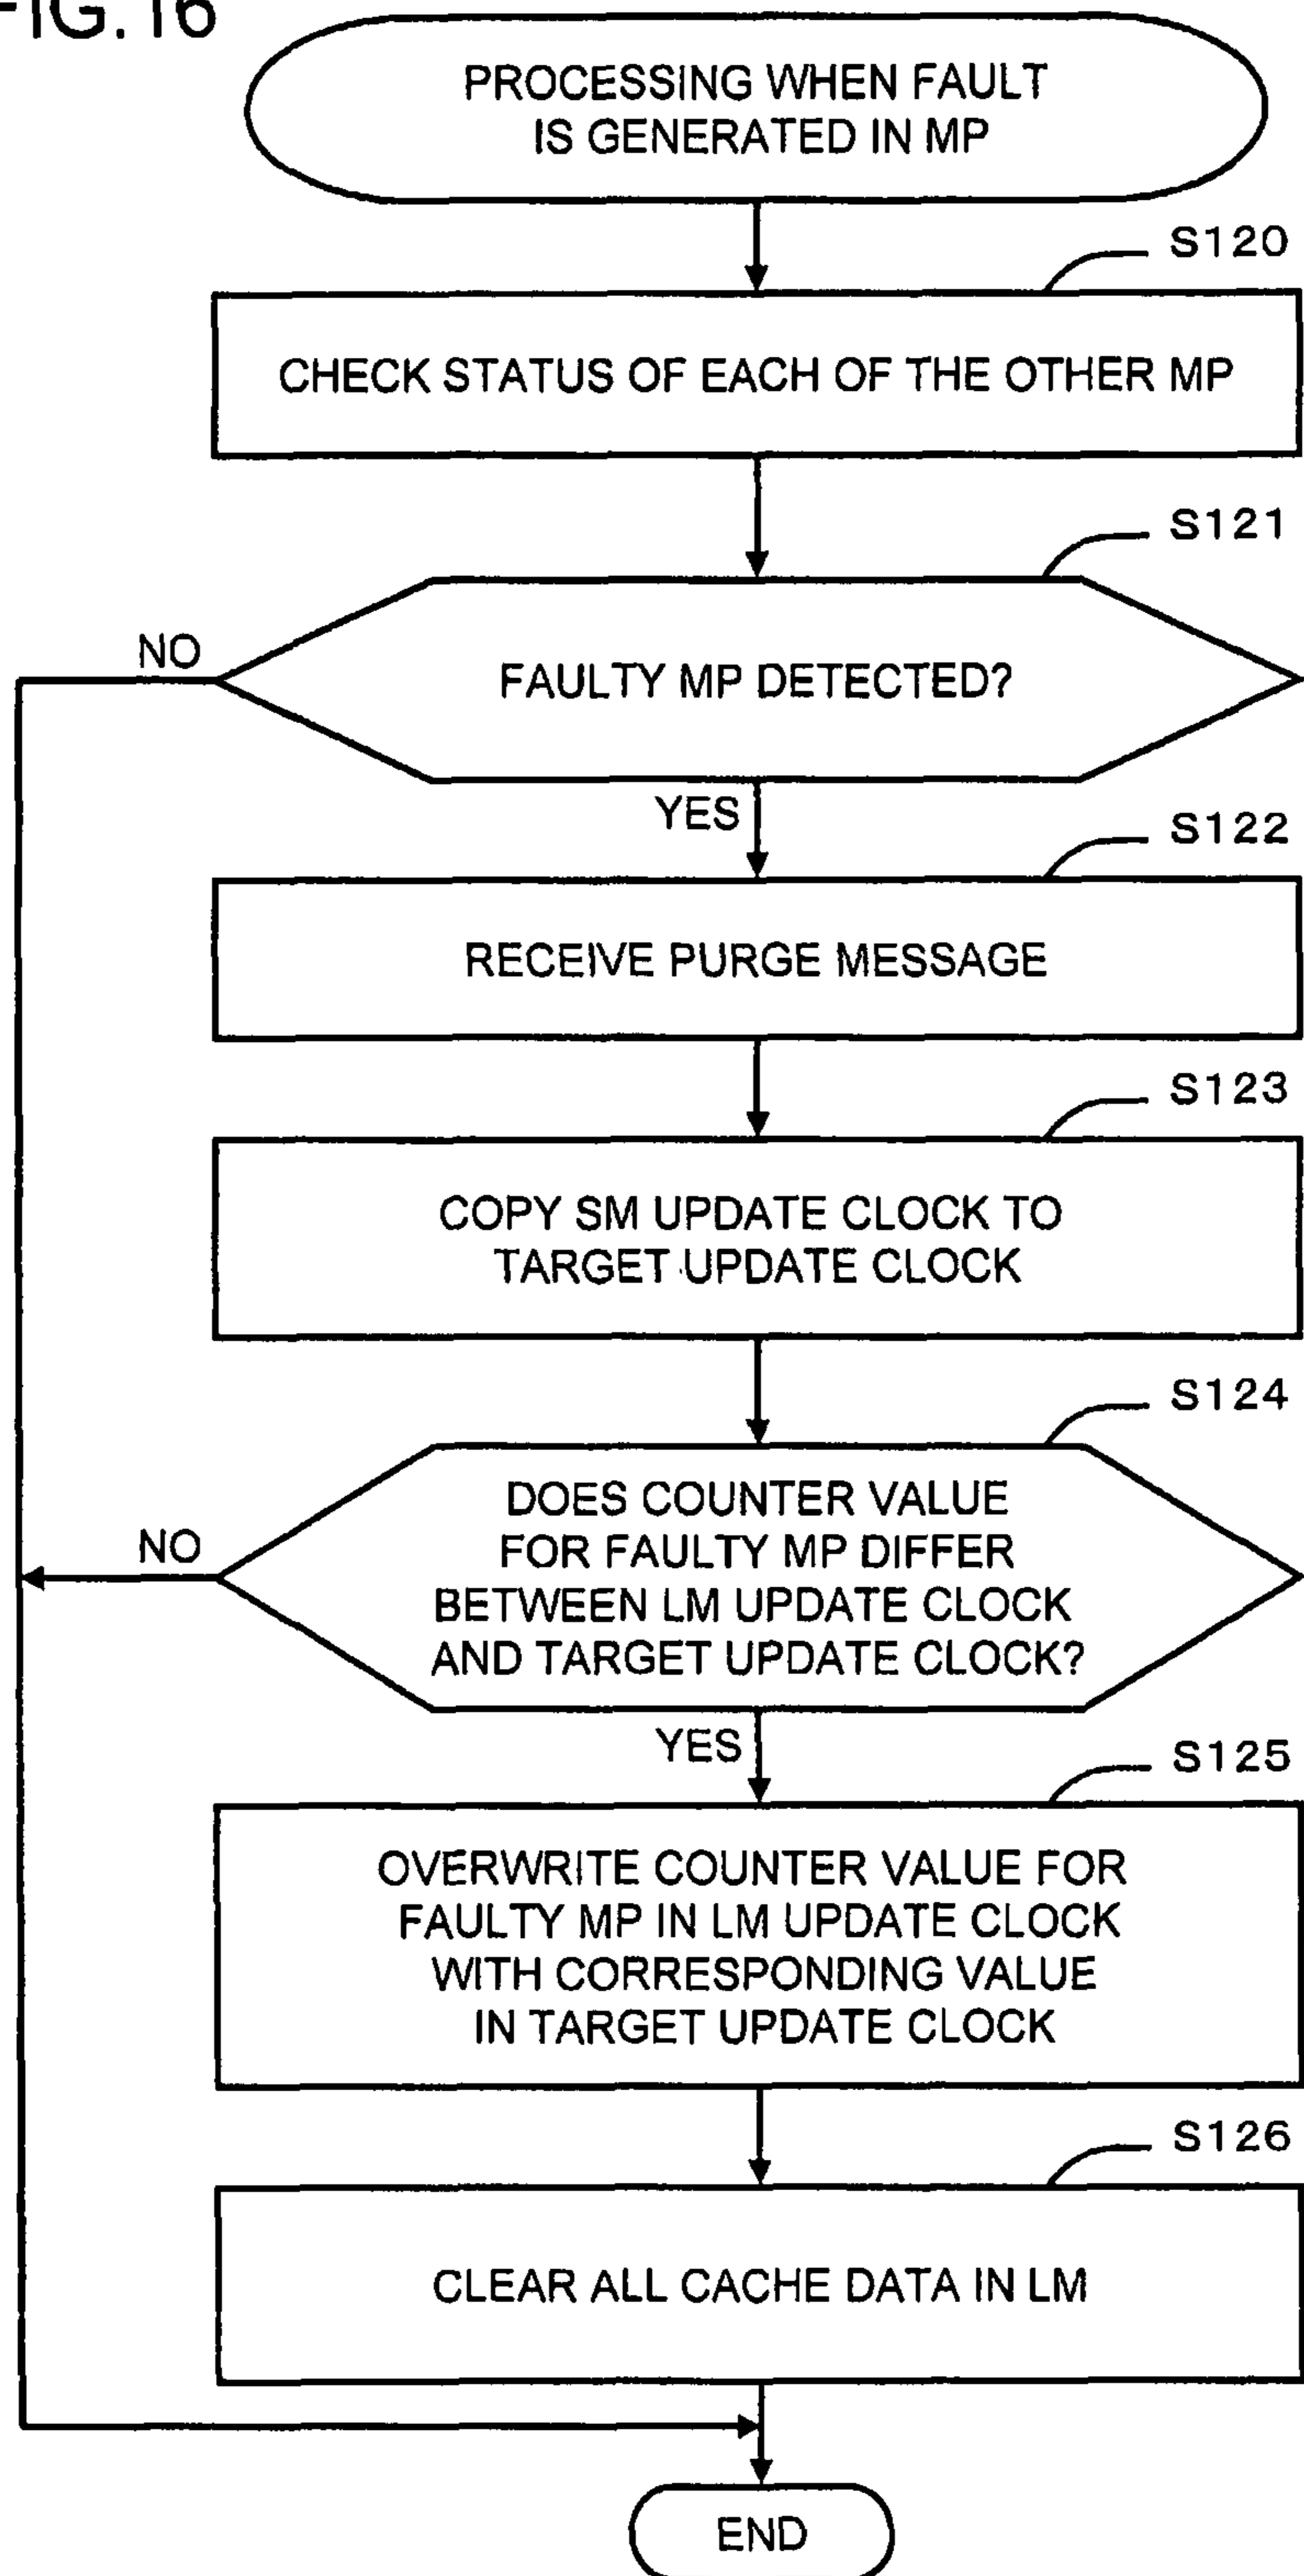 FIG.16
PROCESSING WHEN FAULT
IS GENERATED IN MP
S120
CHECK STATUS OF EACH OF THE OTHER MP
S121
NO
FAULTY MP DETECTED?
YES
S122
RECEIVE PURGE MESSAGE
S123
COPY SM UPDATE CLOCK TO
TARGET UPDATE CLOCK
S124
DOES COUNTER VALUE
FOR FAULTY MP DIFFER
BETWEEN LM UPDATE CLOCK
AND TARGET UPDATE CLOCK?
NO
YES
S125
OVERWRITE COUNTER VALUE FOR
FAULTY MP IN LM UPDATE CLOCK
WITH CORRESPONDING VALUE
IN TARGET UPDATE CLOCK
S126
CLEAR ALL CACHE DATA IN LM
END